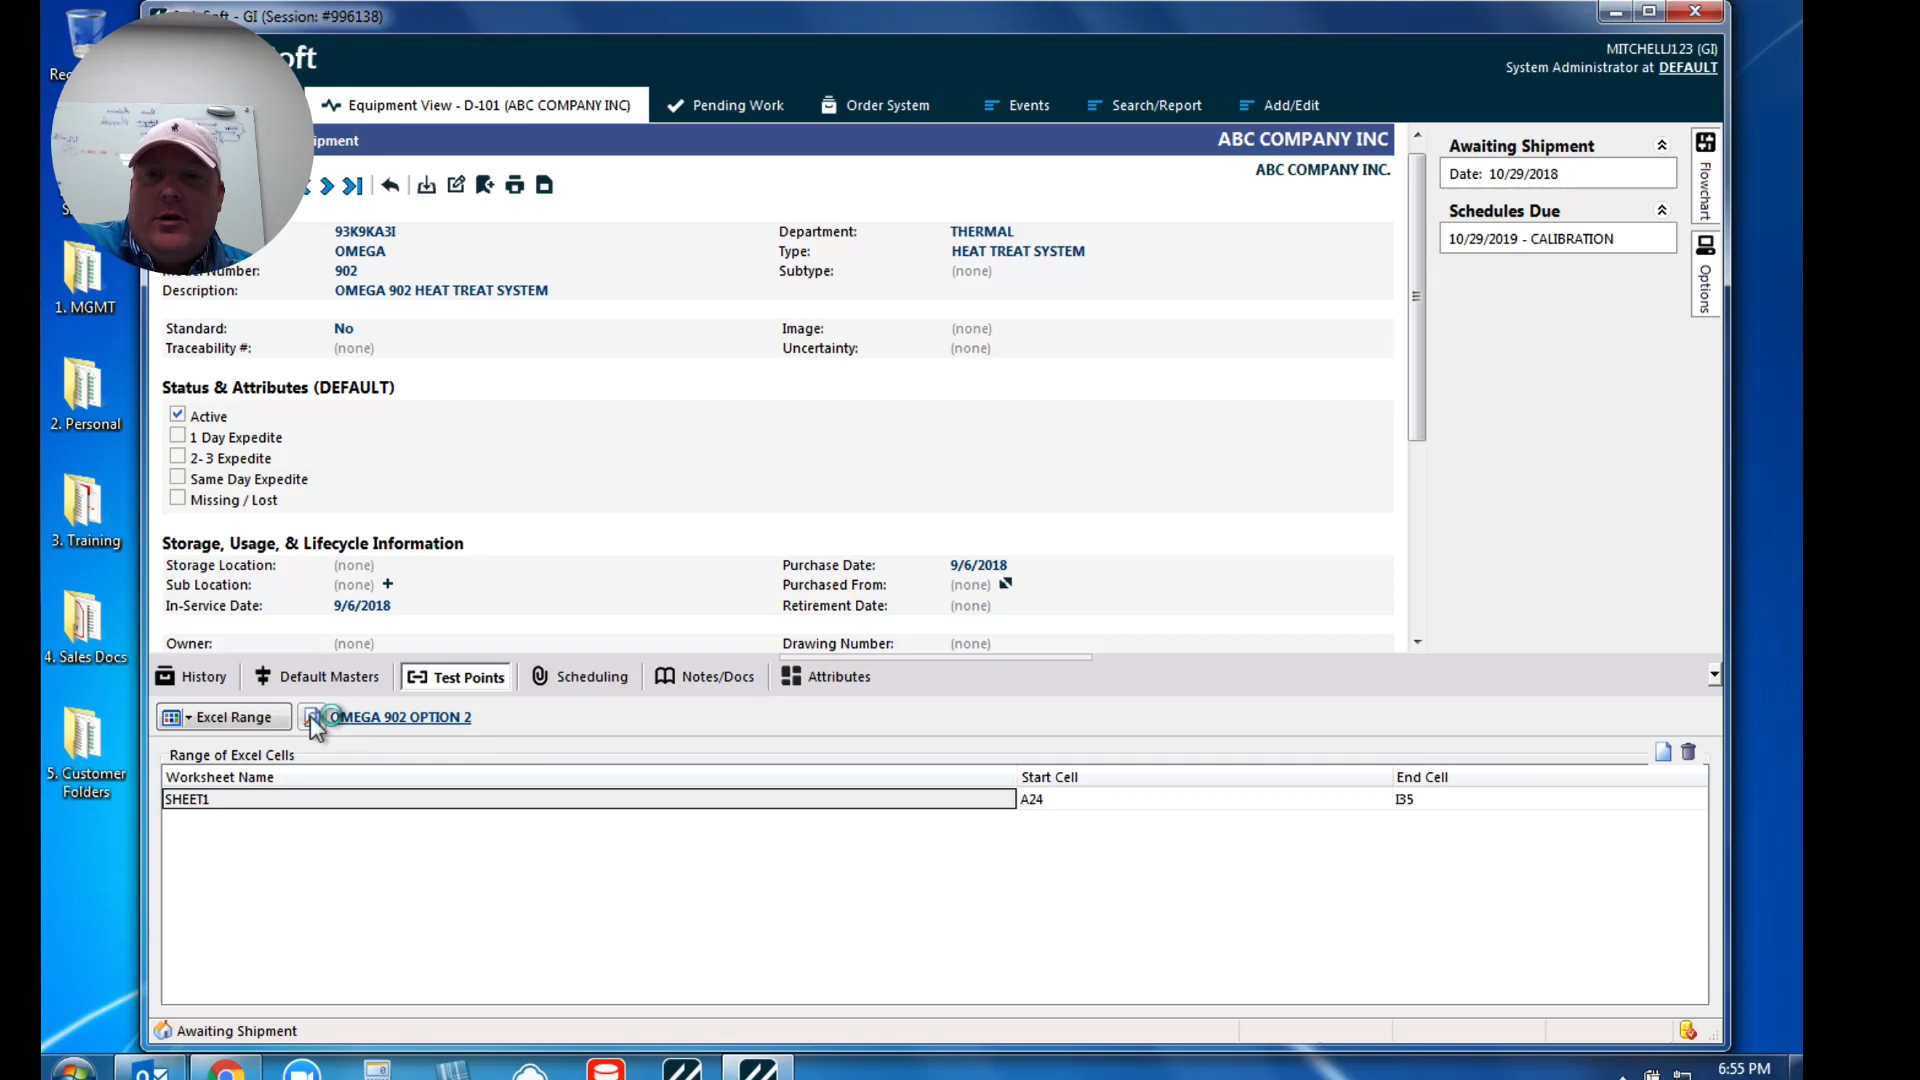 Soft - GI (Session: #996138)
oft
MITCHELLJ123 (GI)
System Administrator at DEFAULT
Equipment View - D-101 (ABC COMPANY INC)
Pending Work
Order System
Events
Search/Report
Add/Edit
ipment
ABC COMPANY INC
ABC COMPANY INC.
93K9KA3I
Department: THERMAL
OMEGA
Type: HEAT TREAT SYSTEM
Number: 902
Subtype: (none)
Description: OMEGA 902 HEAT TREAT SYSTEM
Standard: No
Image: (none)
Traceability #: (none)
Uncertainty: (none)
Status & Attributes (DEFAULT)
Active
1 Day Expedite
2- 3 Expedite
Same Day Expedite
Missing / Lost
Storage, Usage, & Lifecycle Information
Storage Location: (none)
Purchase Date: 9/6/2018
Sub Location: (none)
Purchased From: (none)
In-Service Date: 9/6/2018
Retirement Date: (none)
Owner: (none)
Drawing Number: (none)
Awaiting Shipment
Date: 10/29/2018
Schedules Due
10/29/2019 - CALIBRATION
Flowchart
Options
History
Default Masters
Test Points
Scheduling
Notes/Docs
Attributes
Excel Range
OMEGA 902 OPTION 2
Range of Excel Cells
Worksheet Name Start Cell End Cell
SHEET1 A24 I35
Awaiting Shipment
Rec
1. MGMT
2. Personal
3. Training
4. Sales Docs
5. Customer
Folders
6:55 PM